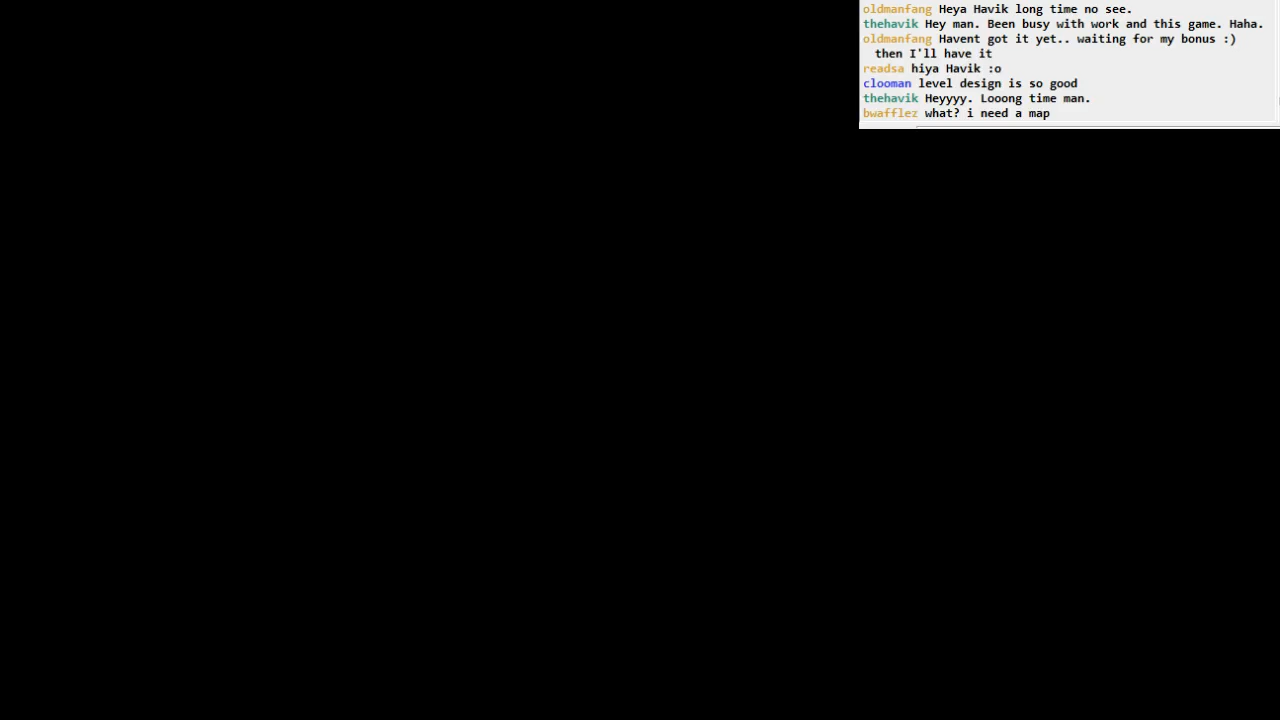 oldmanfang Heya Havik long time no see.
thehavik Hey man. Been busy with work and this game. Haha.
oldmanfang Havent got it yet.. waiting for my bonus :)
then I'll have it
readsa hiya Havik :o
clooman level design is so good
thehavik Heyyyy. Looong time man.
bwafflez what? i need a map